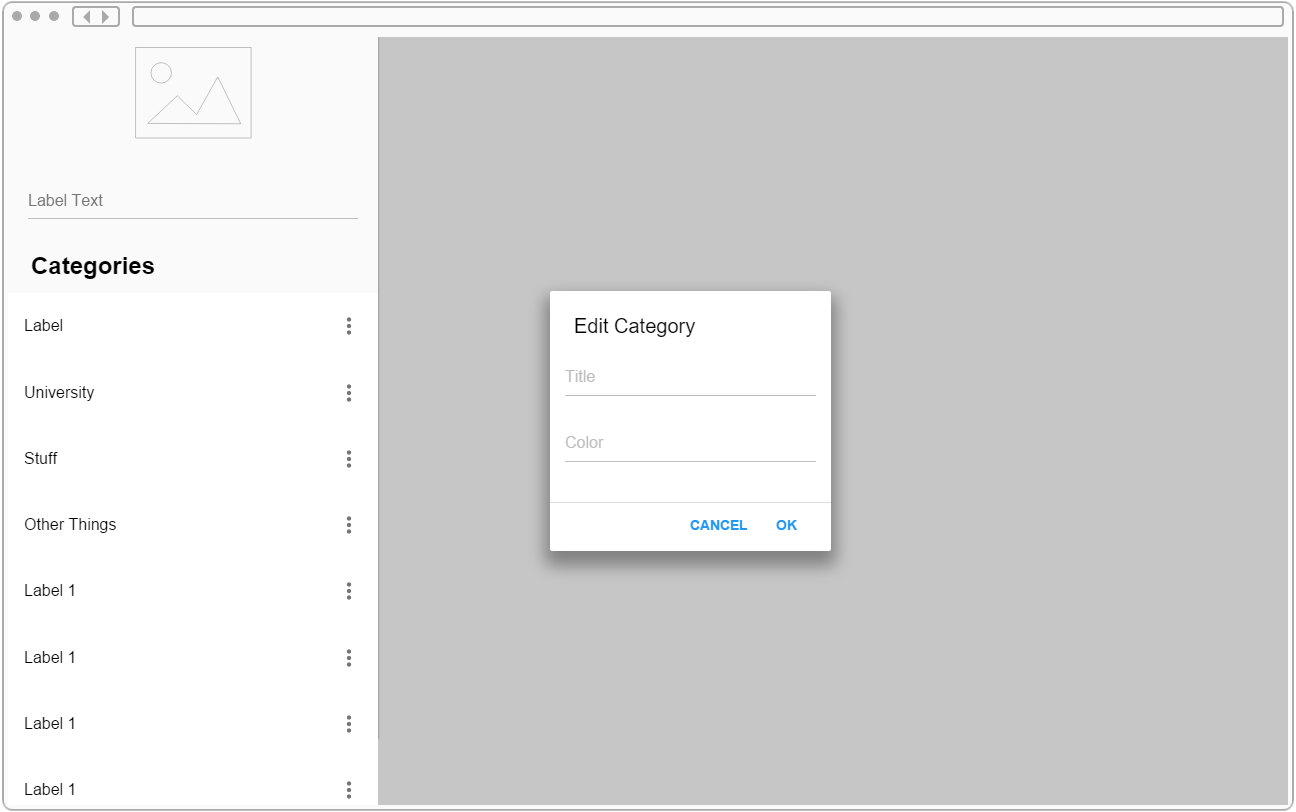 Label Text
Categories
Label
University
Stuff
Other Things
Label 1
Label 1
Label 1
Label 1
Edit Category
Title
Color
CANCEL OK